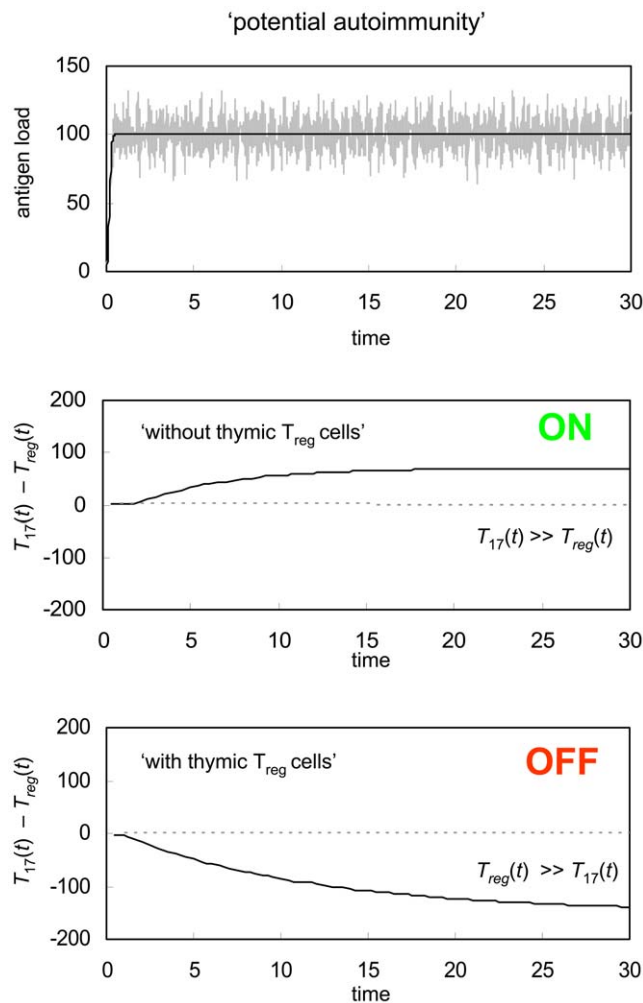 ‘potential autoimmunity’
150
100
50
0
antigen load
0 5 10 15 20 25 30
time
200
100
0
-100
-200
T17(t) – Treg(t)
‘without thymic Treg cells’
ON
T17(t) >> Treg(t)
0 5 10 15 20 25 30
time
200
100
0
-100
-200
T17(t) – Treg(t)
‘with thymic Treg cells’
OFF
Treg(t) >> T17(t)
0 5 10 15 20 25 30
time